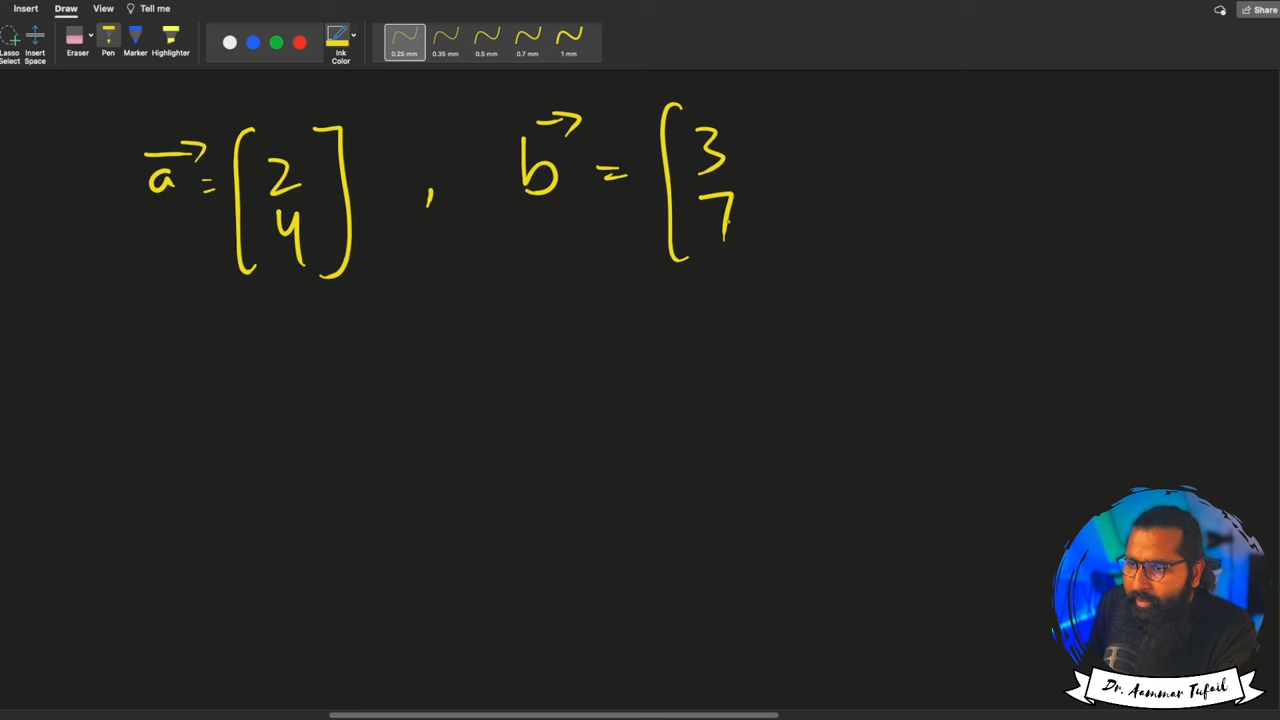 Insert Draw View Tell me
Share
Lasso Select
Insert Space
Eraser
Pen
Marker
Highlighter
Ink Color
0.25 mm
0.35 mm
0.5 mm
0.7 mm
1 mm
a→ = [2 4] , b→ = [3 7
Dr. Aammar Tufail